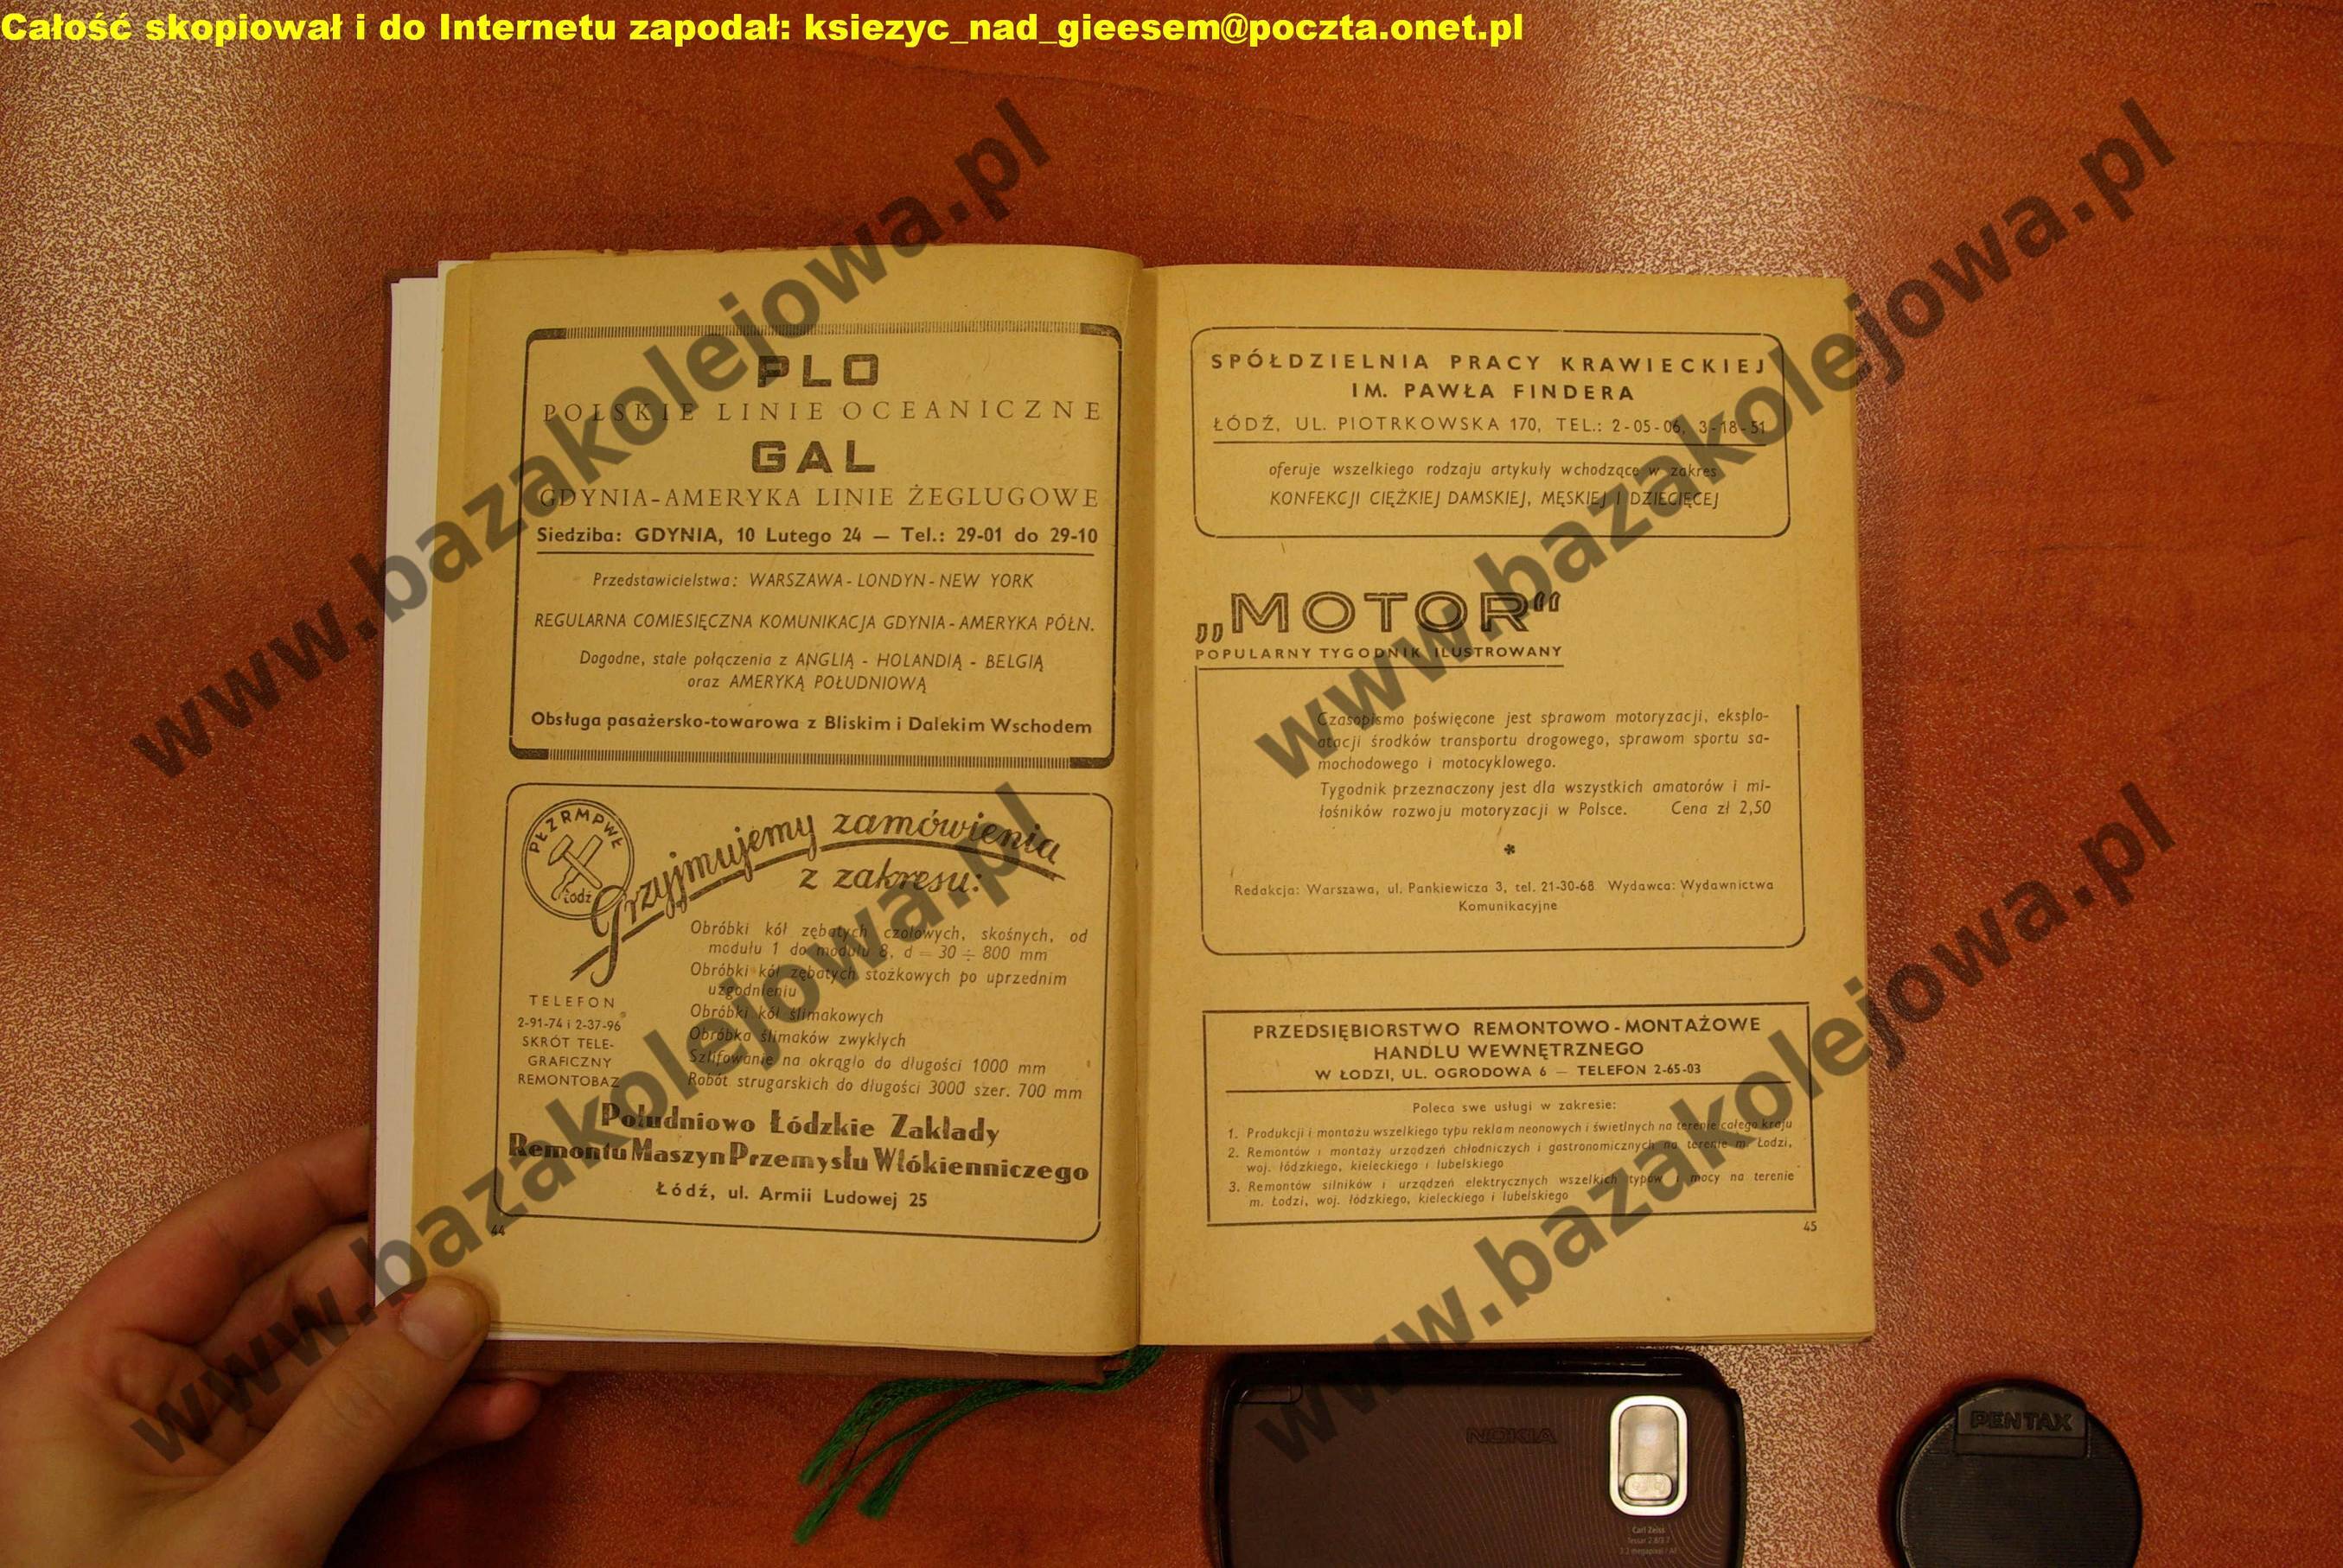 Całość skopiował i do Internetu zapodał: ksiezyc_nad_gieesem@poczta.onet.pl
www.bazakolejowa.pl
www.bazakolejowa.pl
PLO
POLSKIE LINIE OCEANICZNE
GAL
GDYNIA-AMERYKA LINIE ŻEGLUGOWE
Siedziba: GDYNIA, 10 Lutego 24 — Tel.: 29-01 do 29-10
Przedstawicielstwa: WARSZAWA - LONDYN - NEW YORK
REGULARNA COMIESIĘCZNA KOMUNIKACJA GDYNIA - AMERYKA PÓŁN.
Dogodne, stałe połączenia z ANGLIĄ - HOLANDIĄ - BELGIĄ
oraz AMERYKĄ POŁUDNIOWĄ
Obsługa pasażersko-towarowa z Bliskim i Dalekim Wschodem
PŁZRMPWŁ
Łódź
Przyjmujemy zamówienia
z zakresu:
Obróbki kół zębatych czołowych, skośnych, od
modułu 1 do modułu 8, d = 30 ÷ 800 mm
Obróbki kół zębatych stożkowych po uprzednim
uzgodnieniu
Obróbki kół ślimakowych
Obróbka ślimaków zwykłych
Szlifowanie na okrągło do długości 1000 mm
Robót strugarskich do długości 3000 szer. 700 mm
TELEFON
2-91-74 i 2-37-96
SKRÓT TELE-
GRAFICZNY
REMONTOBAZ
Południowo Łódzkie Zakłady
Remontu Maszyn Przemysłu Włókienniczego
Łódź, ul. Armii Ludowej 25
44
SPÓŁDZIELNIA PRACY KRAWIECKIEJ
IM. PAWŁA FINDERA
ŁÓDŹ, UL. PIOTRKOWSKA 170, TEL.: 2-05-06, 3-18-51
oferuje wszelkiego rodzaju artykuły wchodzące w zakres
KONFEKCJI CIĘŻKIEJ DAMSKIEJ, MĘSKIEJ I DZIECIĘCEJ
„MOTOR“
POPULARNY TYGODNIK ILUSTROWANY
Czasopismo poświęcone jest sprawom motoryzacji, eksplo-
atacji środków transportu drogowego, sprawom sportu sa-
mochodowego i motocyklowego.
Tygodnik przeznaczony jest dla wszystkich amatorów i mi-
łośników rozwoju motoryzacji w Polsce. Cena zł 2,50
*
Redakcja: Warszawa, ul. Pankiewicza 3, tel. 21-30-68 Wydawca: Wydawnictwa
Komunikacyjne
PRZEDSIĘBIORSTWO REMONTOWO - MONTAŻOWE
HANDLU WEWNĘTRZNEGO
W ŁODZI, UL. OGRODOWA 6 — TELEFON 2-65-03
Poleca swe usługi w zakresie:
1. Produkcji i montażu wszelkiego typu reklam neonowych i świetlnych na terenie całego kraju
2. Remontów i montaży urządzeń chłodniczych i gastronomicznych na terenie m. Łodzi,
woj. łódzkiego, kieleckiego i lubelskiego
3. Remontów silników i urządzeń elektrycznych wszelkich typów i mocy na terenie
m. Łodzi, woj. łódzkiego, kieleckiego i lubelskiego
45
www.bazakolejowa.pl
www.bazakolejowa.pl
NOKIA
Carl Zeiss
PENTAX